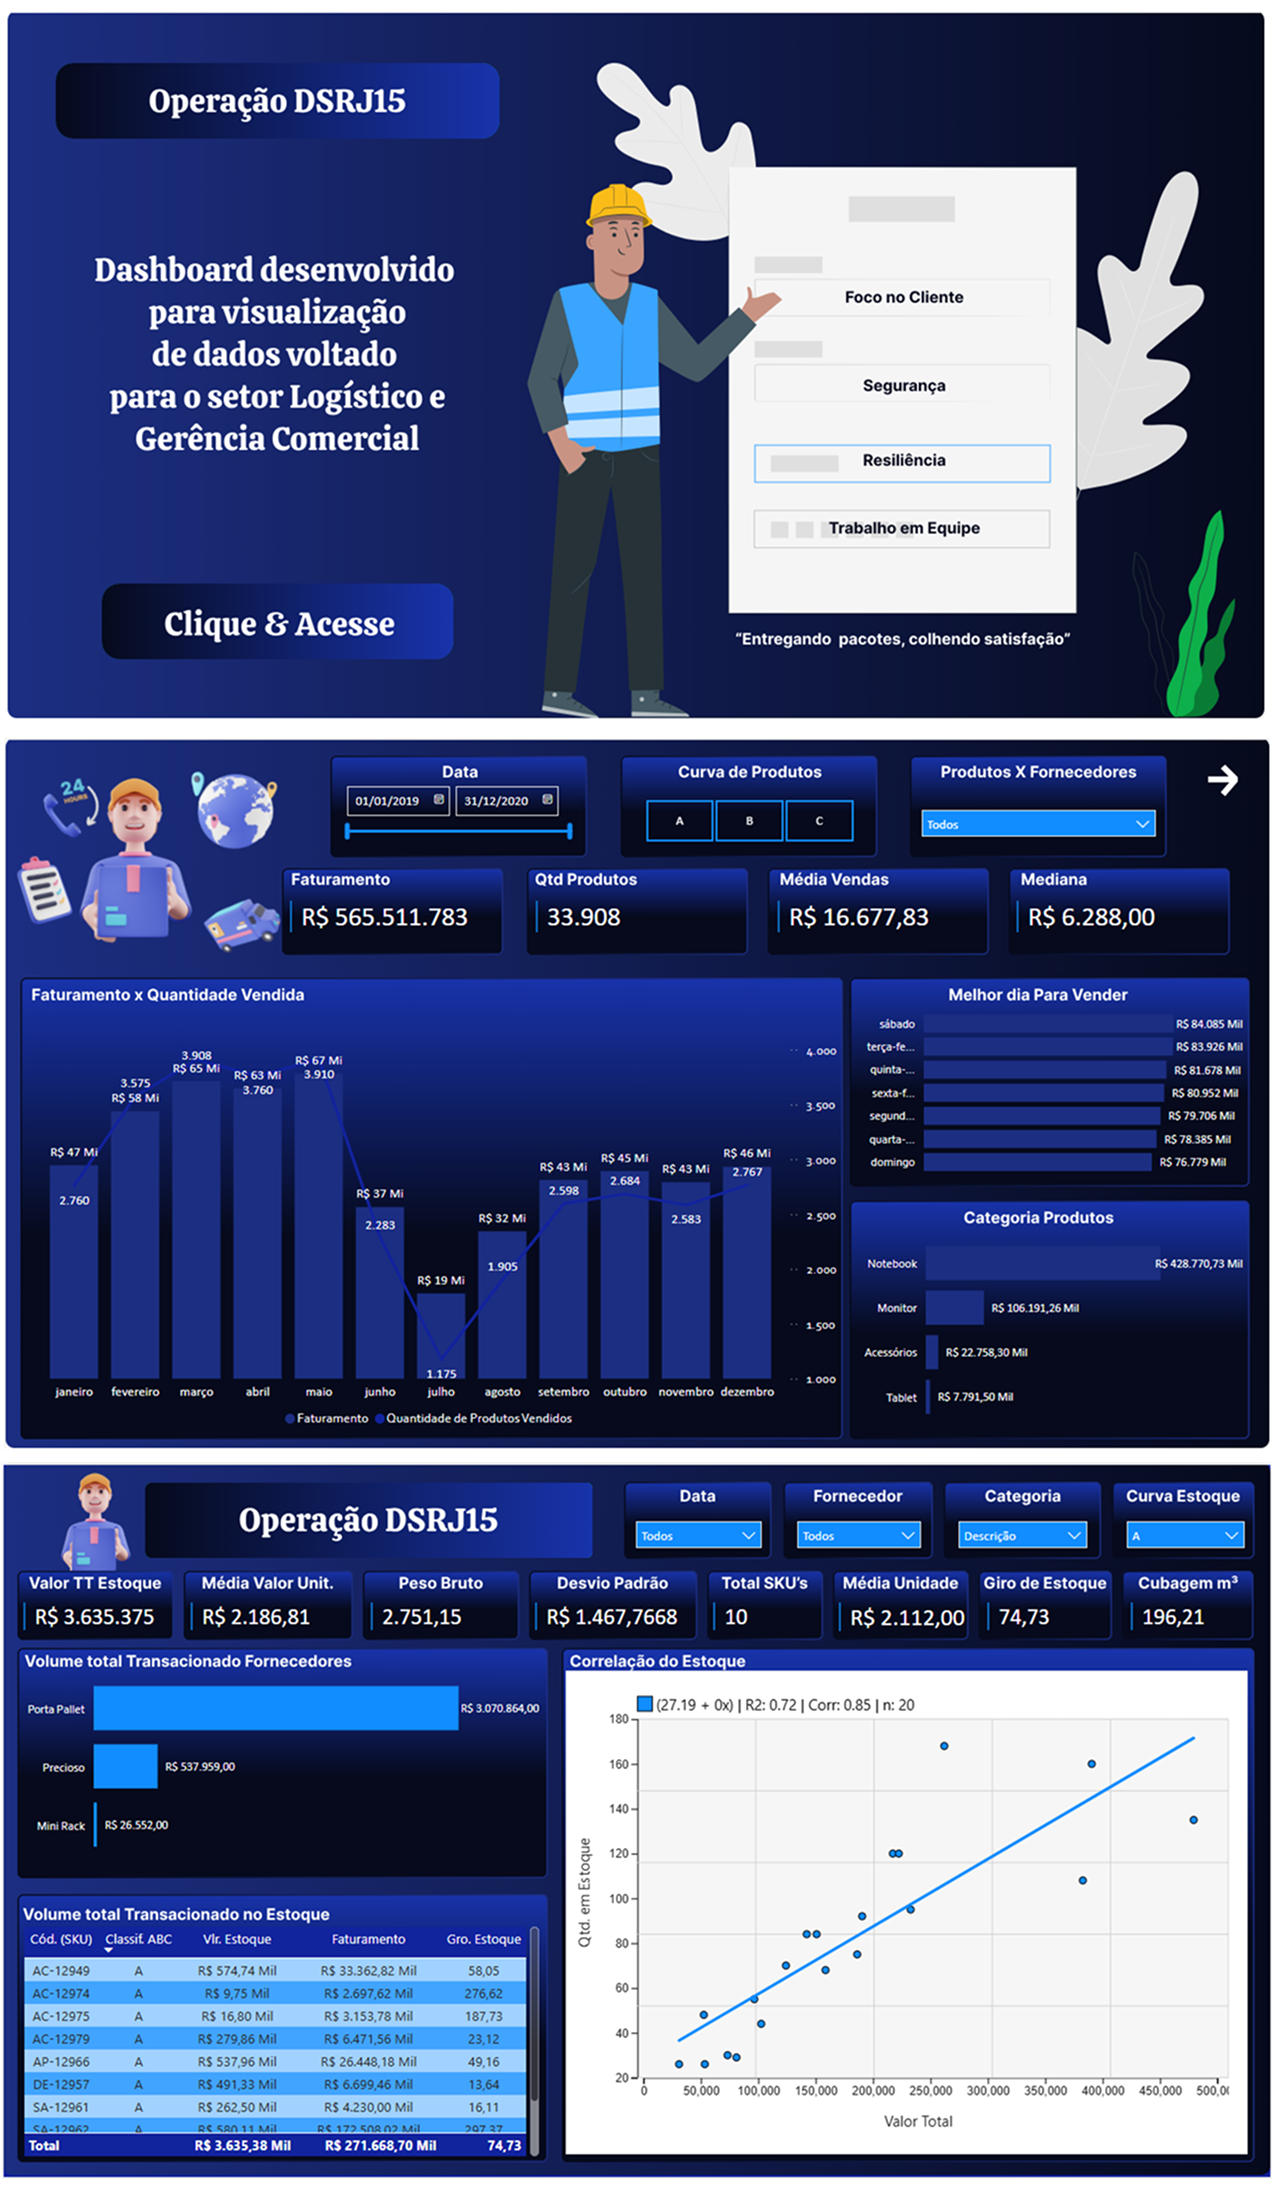 Operação DSRJ15
Dashboard desenvolvido
para visualização
de dados voltado
para o setor Logístico e
Gerência Comercial
Clique & Acesse
Foco no Cliente
Segurança
Resiliência
Trabalho em Equipe
“Entregando pacotes, colhendo satisfação”
24
HOURS
Data
01/01/2019
31/12/2020
Curva de Produtos
A
B
C
Produtos X Fornecedores
Todos
Faturamento
R$ 565.511.783
Qtd Produtos
33.908
Média Vendas
R$ 16.677,83
Mediana
R$ 6.288,00
Faturamento x Quantidade Vendida
R$ 47 Mi
2.760
3.575
R$ 58 Mi
3.908
R$ 65 Mi
R$ 63 Mi
3.760
R$ 67 Mi
3.910
R$ 37 Mi
2.283
R$ 19 Mi
1.175
R$ 32 Mi
1.905
R$ 43 Mi
2.598
R$ 45 Mi
2.684
R$ 43 Mi
2.583
R$ 46 Mi
2.767
4.000
3.500
3.000
2.500
2.000
1.500
1.000
janeiro fevereiro março abril maio junho julho agosto setembro outubro novembro dezembro
Faturamento Quantidade de Produtos Vendidos
Melhor dia Para Vender
sábado R$ 84.085 Mil
terça-fe... R$ 83.926 Mil
quinta-... R$ 81.678 Mil
sexta-f... R$ 80.952 Mil
segund... R$ 79.706 Mil
quarta-... R$ 78.385 Mil
domingo R$ 76.779 Mil
Categoria Produtos
Notebook R$ 428.770,73 Mil
Monitor R$ 106.191,26 Mil
Acessórios R$ 22.758,30 Mil
Tablet R$ 7.791,50 Mil
Operação DSRJ15
Data
Todos
Fornecedor
Todos
Categoria
Descrição
Curva Estoque
A
Valor TT Estoque
R$ 3.635.375
Média Valor Unit.
R$ 2.186,81
Peso Bruto
2.751,15
Desvio Padrão
R$ 1.467,7668
Total SKU's
10
Média Unidade
R$ 2.112,00
Giro de Estoque
74,73
Cubagem m³
196,21
Volume total Transacionado Fornecedores
Porta Pallet R$ 3.070.864,00
Precioso R$ 537.959,00
Mini Rack R$ 26.552,00
Volume total Transacionado no Estoque
Cód. (SKU) Classif. ABC Vlr. Estoque Faturamento Gro. Estoque
AC-12949 A R$ 574,74 Mil R$ 33.362,82 Mil 58,05
AC-12974 A R$ 9,75 Mil R$ 2.697,62 Mil 276,62
AC-12975 A R$ 16,80 Mil R$ 3.153,78 Mil 187,73
AC-12979 A R$ 279,86 Mil R$ 6.471,56 Mil 23,12
AP-12966 A R$ 537,96 Mil R$ 26.448,18 Mil 49,16
DE-12957 A R$ 491,33 Mil R$ 6.699,46 Mil 13,64
SA-12961 A R$ 262,50 Mil R$ 4.230,00 Mil 16,11
SA-12962 A R$ 580,11 Mil R$ 172.508,02 Mil 297,37
Total R$ 3.635,38 Mil R$ 271.668,70 Mil 74,73
Correlação do Estoque
(27.19 + 0x) | R2: 0.72 | Corr: 0.85 | n: 20
Qtd. em Estoque
180
160
140
120
100
80
60
40
20
0 50,000 100,000 150,000 200,000 250,000 300,000 350,000 400,000 450,000 500,0
Valor Total